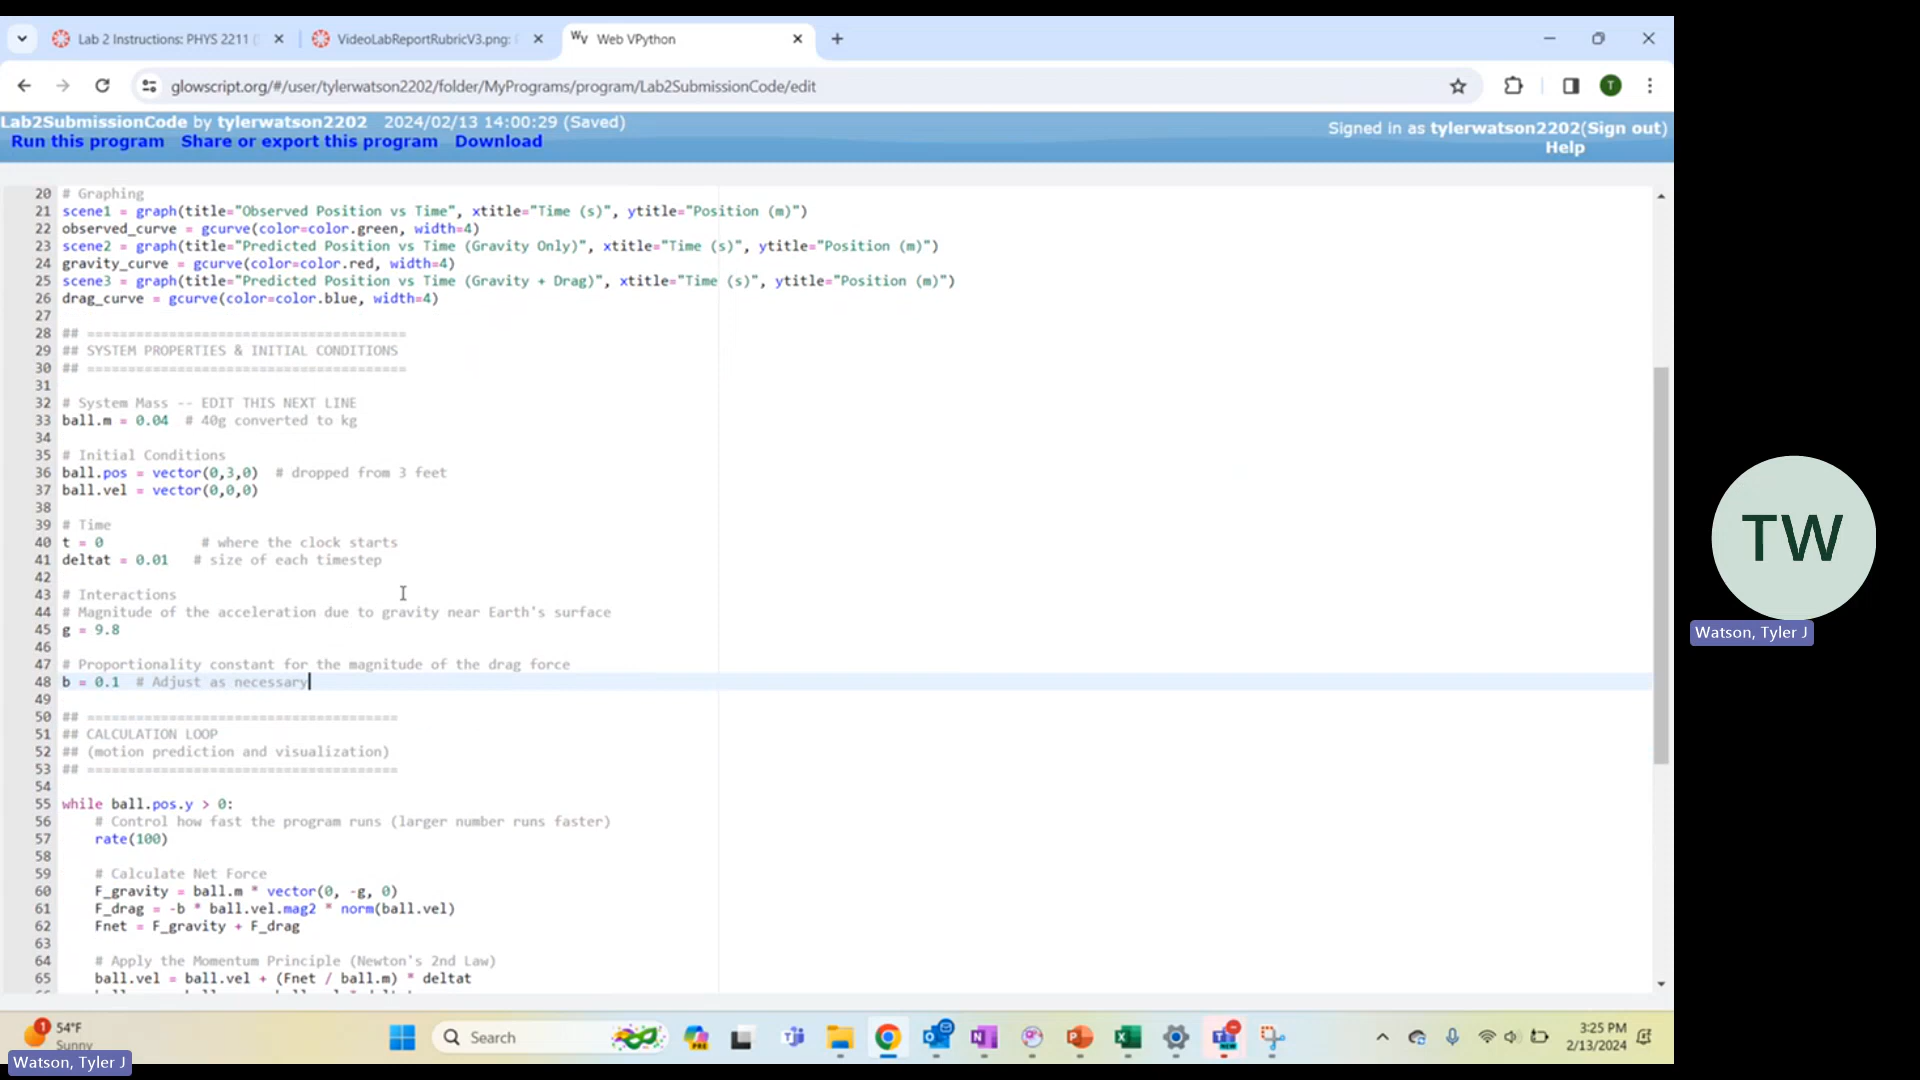 Lab 2 Instructions: PHYS 2211 (
VideoLabReportRubricV3.png:
Web VPython
glowscript.org/#/user/tylerwatson2202/folder/MyPrograms/program/Lab2SubmissionCode/edit
T
Lab2SubmissionCode by tylerwatson2202 2024/02/13 14:00:29 (Saved)
Signed in as tylerwatson2202(Sign out)
Run this program Share or export this program Download
Help
20 # Graphing
21 scene1 = graph(title="Observed Position vs Time", xtitle="Time (s)", ytitle="Position (m)")
22 observed_curve = gcurve(color=color.green, width=4)
23 scene2 = graph(title="Predicted Position vs Time (Gravity Only)", xtitle="Time (s)", ytitle="Position (m)")
24 gravity_curve = gcurve(color=color.red, width=4)
25 scene3 = graph(title="Predicted Position vs Time (Gravity + Drag)", xtitle="Time (s)", ytitle="Position (m)")
26 drag_curve = gcurve(color=color.blue, width=4)
27
28 ## =======================================
29 ## SYSTEM PROPERTIES & INITIAL CONDITIONS
30 ## =======================================
31
32 # System Mass -- EDIT THIS NEXT LINE
33 ball.m = 0.04 # 40g converted to kg
34
35 # Initial Conditions
36 ball.pos = vector(0,3,0) # dropped from 3 feet
37 ball.vel = vector(0,0,0)
38
39 # Time
40 t = 0 # where the clock starts
41 deltat = 0.01 # size of each timestep
42
43 # Interactions
44 # Magnitude of the acceleration due to gravity near Earth's surface
45 g = 9.8
46
47 # Proportionality constant for the magnitude of the drag force
48 b = 0.1 # Adjust as necessary
49
50 ## ======================================
51 ## CALCULATION LOOP
52 ## (motion prediction and visualization)
53 ## ======================================
54
55 while ball.pos.y > 0:
56 # Control how fast the program runs (larger number runs faster)
57 rate(100)
58
59 # Calculate Net Force
60 F_gravity = ball.m * vector(0, -g, 0)
61 F_drag = -b * ball.vel.mag2 * norm(ball.vel)
62 Fnet = F_gravity + F_drag
63
64 # Apply the Momentum Principle (Newton's 2nd Law)
65 ball.vel = ball.vel + (Fnet / ball.m) * deltat
TW
Watson, Tyler J
1
54°F
Sunny
Search
PRE
NEW
3:25 PM
2/13/2024
Watson, Tyler J